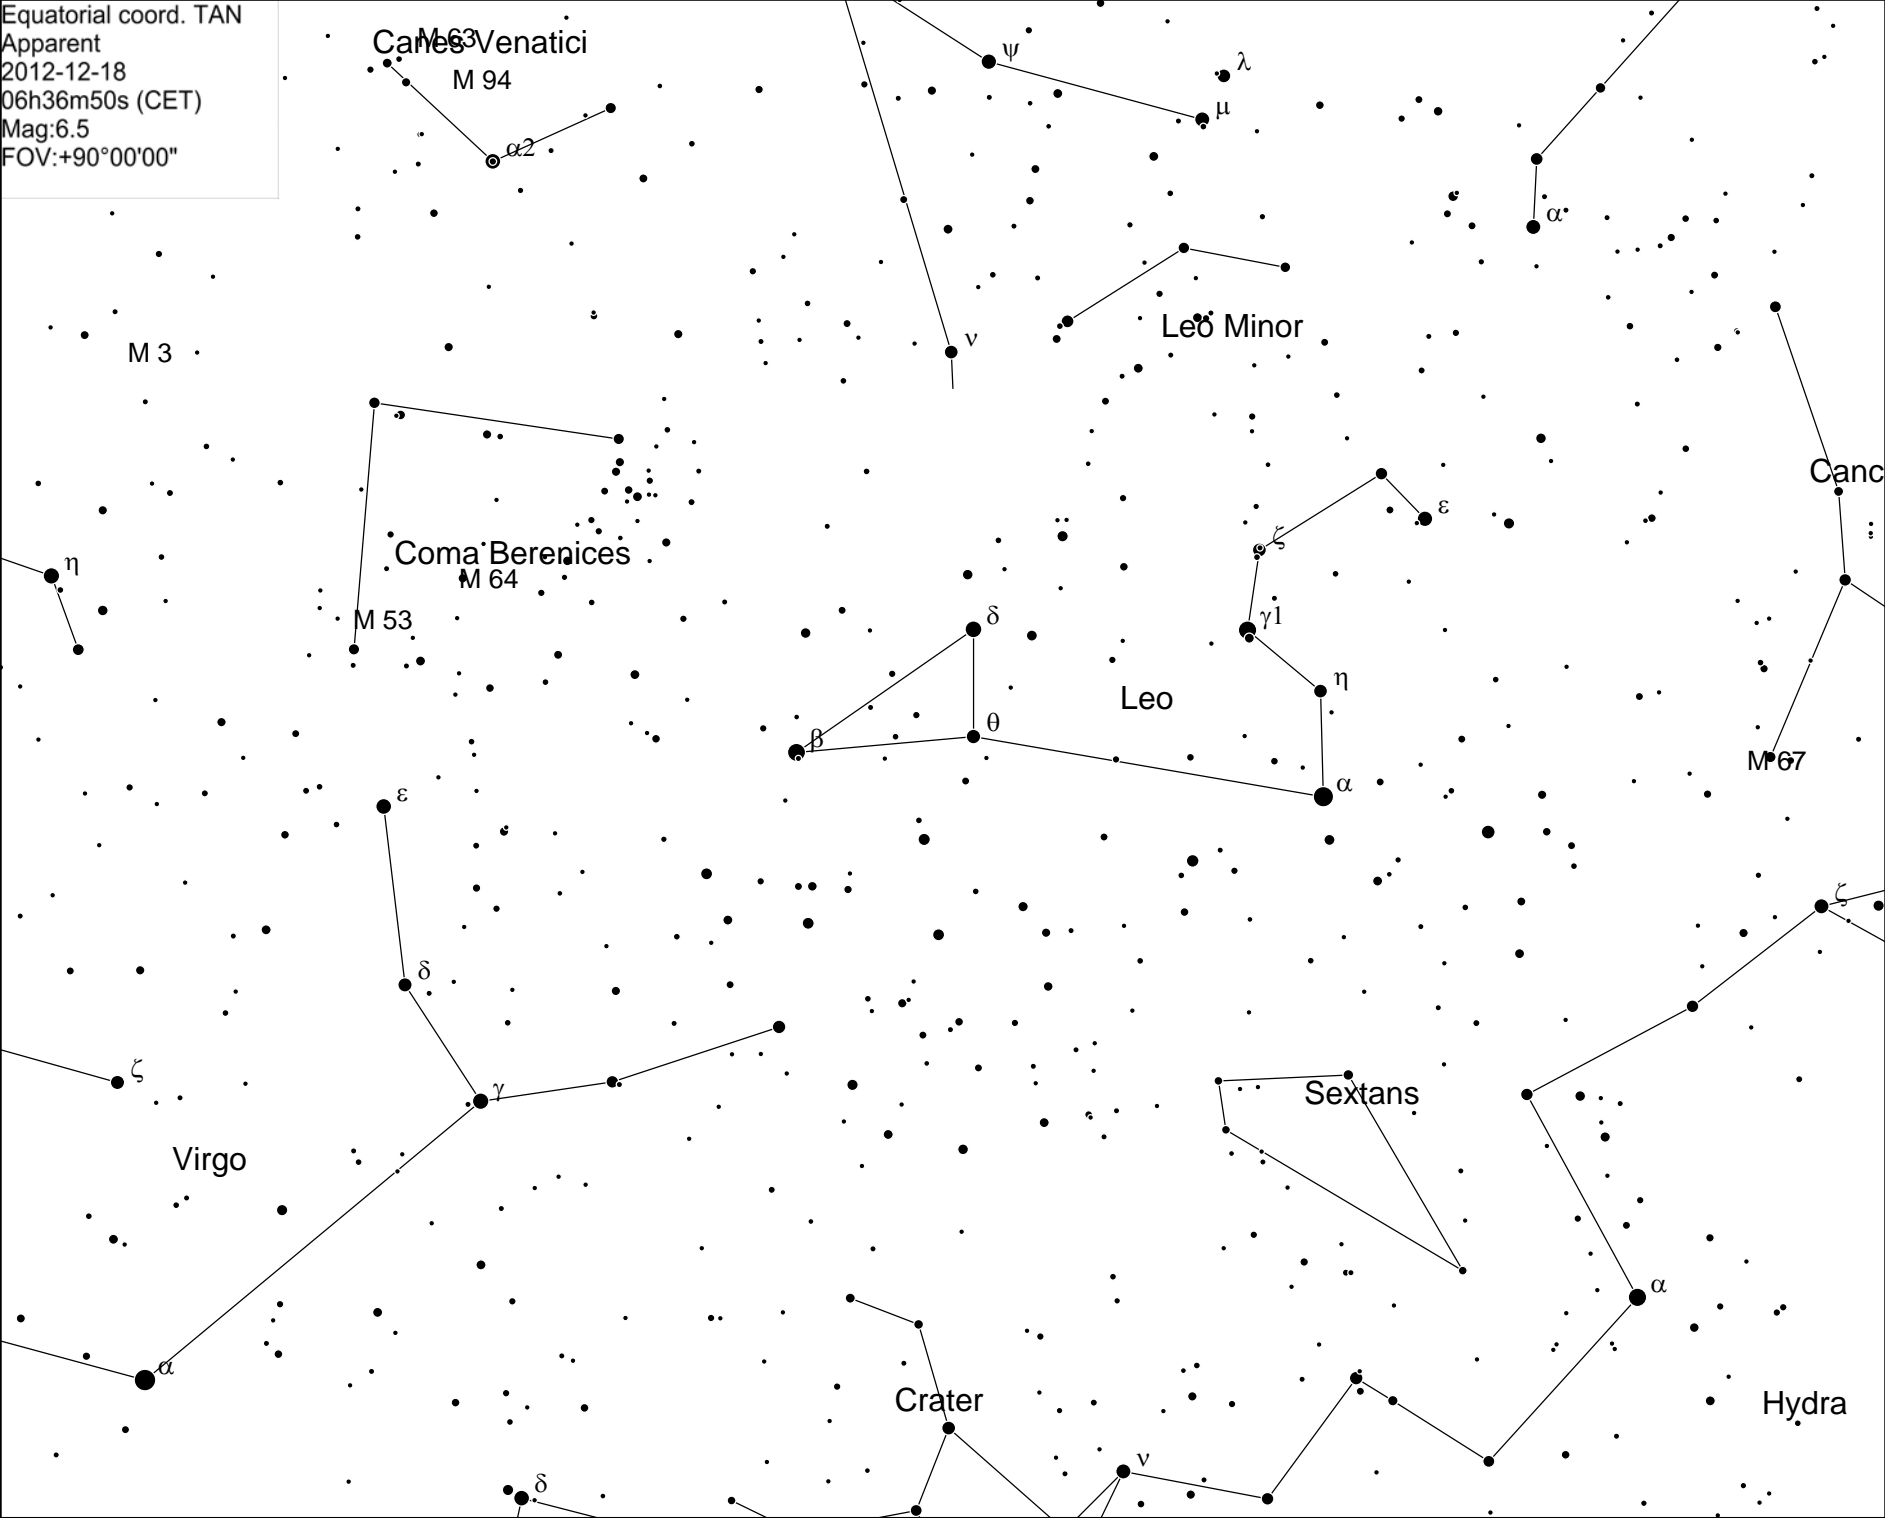 Equatorial coord. TAN
Apparent
2012-12-18
06h36m50s (CET)
Mag:6.5
FOV:+90°00'00"
M 63
Canes Venatici
M 94
α2
ψ
λ
μ
α
ν
Leo Minor
M 3
Canc
ε
ζ
Coma Berenices
M 64
η
M 53
δ
γ1
η
Leo
θ
β
M 67
α
ε
ζ
δ
ζ
γ
Sextans
Virgo
α
α
Crater
Hydra
ν
δ